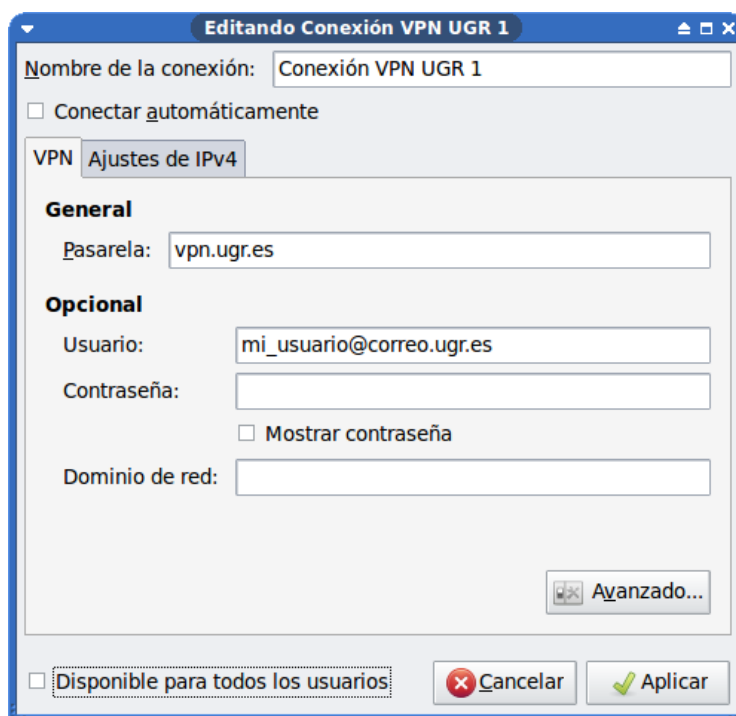 Editando Conexión VPN UGR 1
Nombre de la conexión: Conexión VPN UGR 1
Conectar automáticamente
VPN Ajustes de IPv4
General
Pasarela: vpn.ugr.es
Opcional
Usuario: mi_usuario@correo.ugr.es
Contraseña:
Mostrar contraseña
Dominio de red:
Avanzado...
Disponible para todos los usuarios Cancelar Aplicar